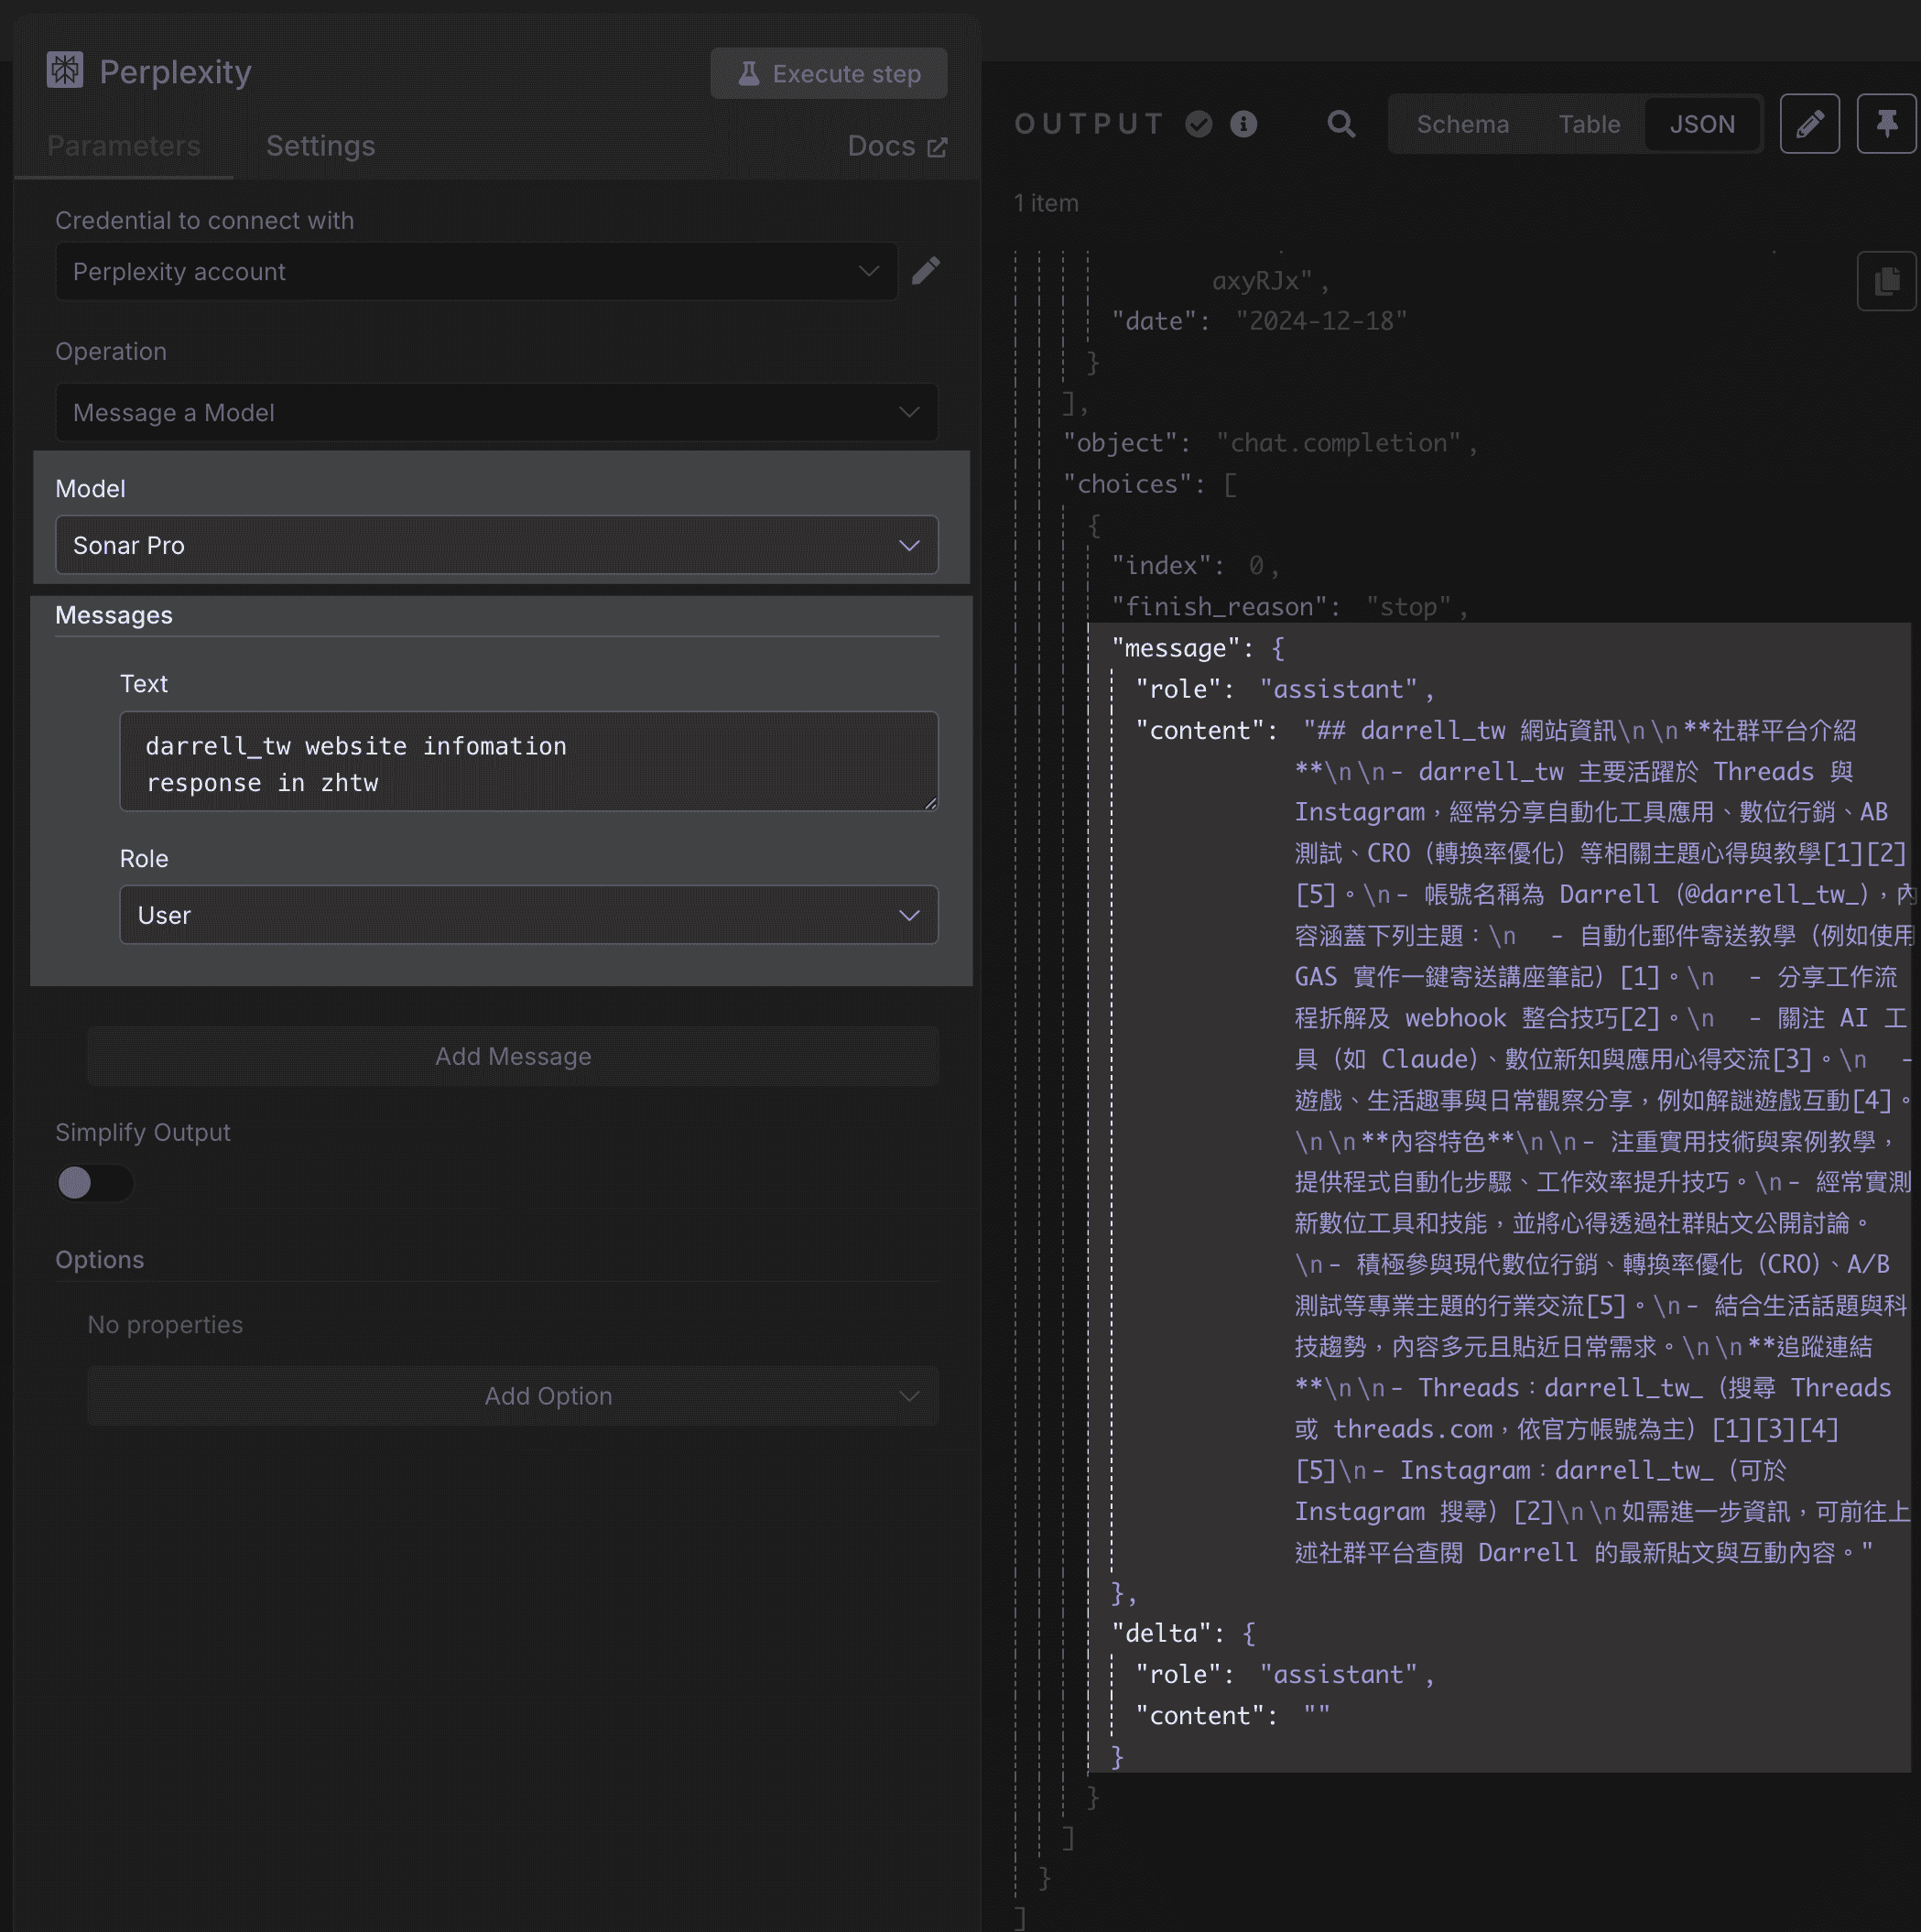 Perplexity
Execute step
Parameters
Settings
Docs
Credential to connect with
Perplexity account
Operation
Message a Model
Model
Sonar Pro
Messages
Text
darrell_tw website infomation
response in zhtw
Role
User
Add Message
Simplify Output
Options
No properties
Add Option
OUTPUT
Schema
Table
JSON
1 item
axyRJx",
"date": "2024-12-18"
}
],
"object": "chat.completion",
"choices": [
{
"index": 0,
"finish_reason": "stop",
"message": {
"role": "assistant",
"content": "## darrell_tw 網站資訊\n\n**社群平台介紹
**\n\n- darrell_tw 主要活躍於 Threads 與
Instagram，經常分享自動化工具應用、數位行銷、AB
測試、CRO（轉換率優化）等相關主題心得與教學[1][2]
[5]。\n- 帳號名稱為 Darrell（@darrell_tw_），內
容涵蓋下列主題：\n  - 自動化郵件寄送教學（例如使用
GAS 實作一鍵寄送講座筆記）[1]。\n  - 分享工作流
程拆解及 webhook 整合技巧[2]。\n  - 關注 AI 工
具（如 Claude）、數位新知與應用心得交流[3]。\n  -
遊戲、生活趣事與日常觀察分享，例如解謎遊戲互動[4]。
\n\n**內容特色**\n\n- 注重實用技術與案例教學，
提供程式自動化步驟、工作效率提升技巧。\n- 經常實測
新數位工具和技能，並將心得透過社群貼文公開討論。
\n- 積極參與現代數位行銷、轉換率優化（CRO）、A/B
測試等專業主題的行業交流[5]。\n- 結合生活話題與科
技趨勢，內容多元且貼近日常需求。\n\n**追蹤連結
**\n\n- Threads：darrell_tw_（搜尋 Threads
或 threads.com，依官方帳號為主）[1][3][4]
[5]\n- Instagram：darrell_tw_（可於
Instagram 搜尋）[2]\n\n如需進一步資訊，可前往上
述社群平台查閱 Darrell 的最新貼文與互動內容。"
},
"delta": {
"role": "assistant",
"content": ""
}
}
]
}
]